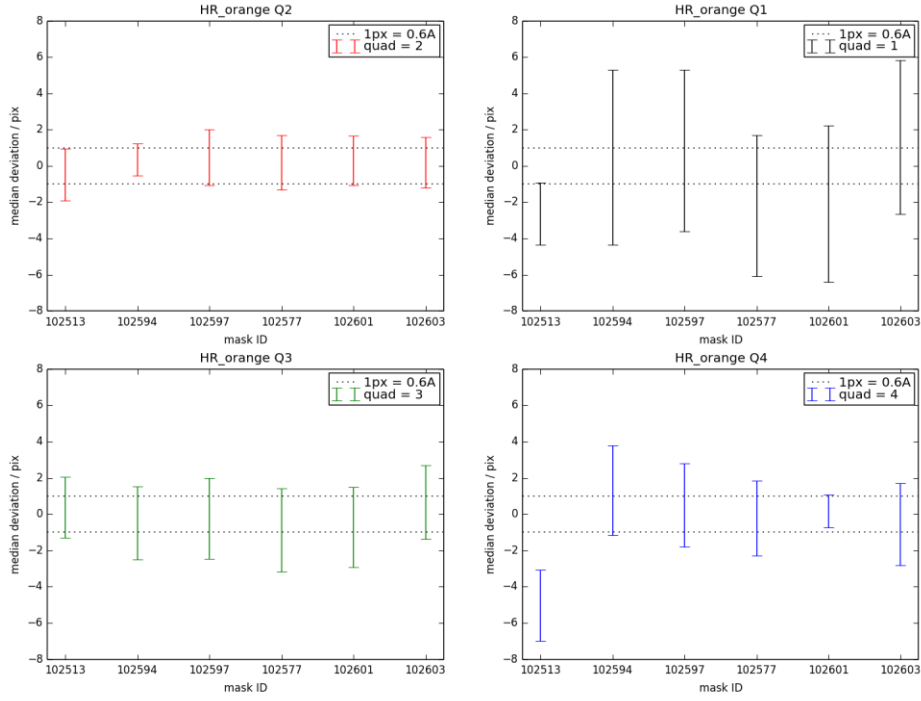 HR_orange Q2
8
6
4
2
0
−2
−4
−6
−8
median deviation / pix
1px = 0.6A
quad = 2
102513 102594 102597 102577 102601 102603
mask ID
HR_orange Q1
8
6
4
2
0
−2
−4
−6
−8
median deviation / pix
1px = 0.6A
quad = 1
102513 102594 102597 102577 102601 102603
mask ID
HR_orange Q3
8
6
4
2
0
−2
−4
−6
−8
median deviation / pix
1px = 0.6A
quad = 3
102513 102594 102597 102577 102601 102603
mask ID
HR_orange Q4
8
6
4
2
0
−2
−4
−6
−8
median deviation / pix
1px = 0.6A
quad = 4
102513 102594 102597 102577 102601 102603
mask ID